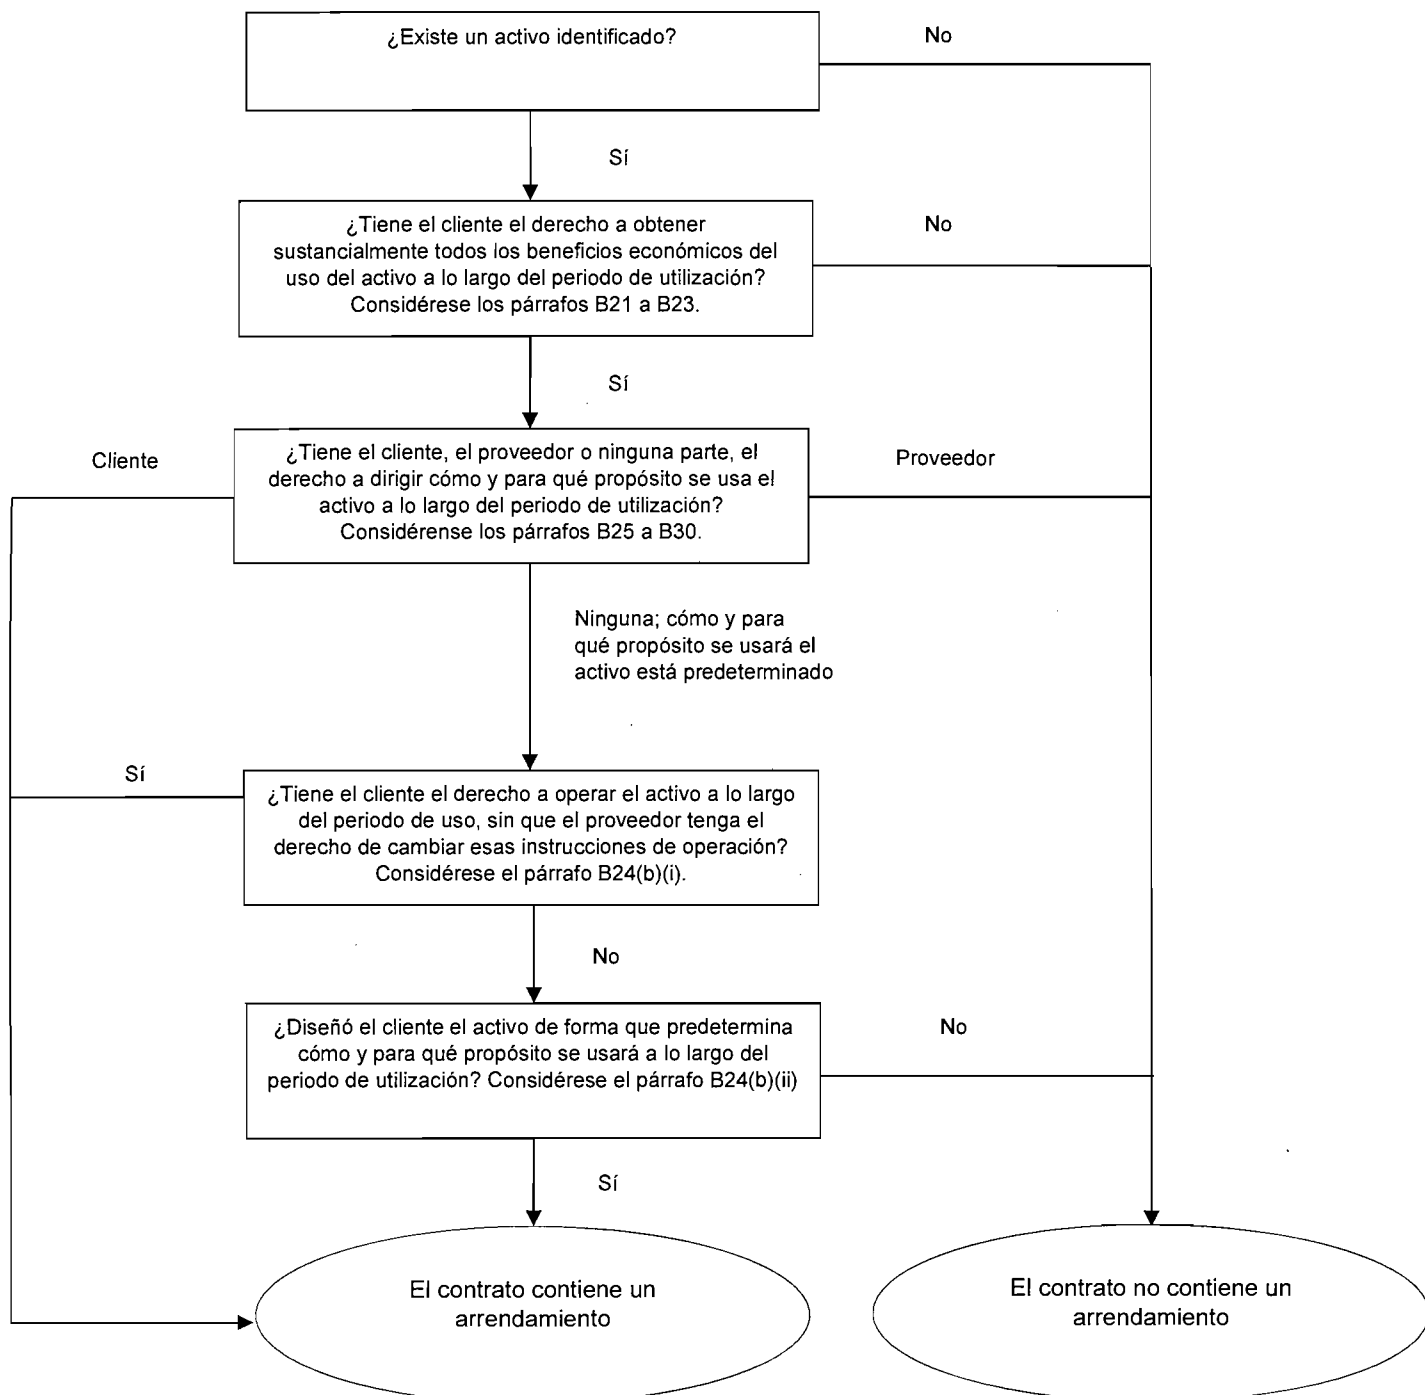 ¿Existe un activo identificado?
No
Sí
¿Tiene el cliente el derecho a obtener
sustancialmente todos los beneficios económicos del
uso del activo a lo largo del periodo de utilización?
Considérese los párrafos B21 a B23.
No
Sí
Cliente
¿Tiene el cliente, el proveedor o ninguna parte, el
derecho a dirigir cómo y para qué propósito se usa el
activo a lo largo del periodo de utilización?
Considérense los párrafos B25 a B30.
Proveedor
Ninguna; cómo y para
qué propósito se usará el
activo está predeterminado
Sí
¿Tiene el cliente el derecho a operar el activo a lo largo
del periodo de uso, sin que el proveedor tenga el
derecho de cambiar esas instrucciones de operación?
Considérese el párrafo B24(b)(i).
No
¿Diseñó el cliente el activo de forma que predetermina
cómo y para qué propósito se usará a lo largo del
periodo de utilización? Considérese el párrafo B24(b)(ii)
No
Sí
El contrato contiene un
arrendamiento
El contrato no contiene un
arrendamiento